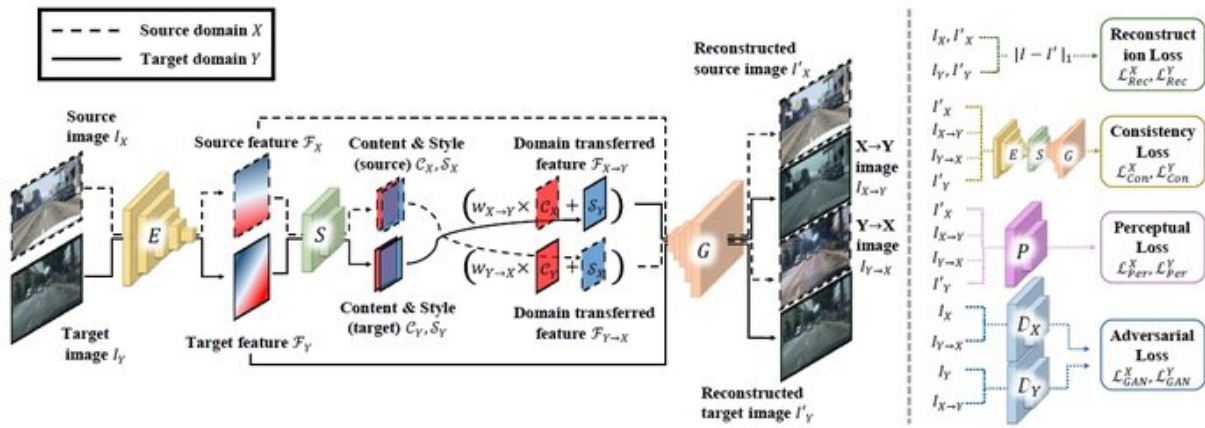 Source domain X
Target domain Y
Source
image I_X
Source feature ℱ_X
Content & Style
(source) 𝒞_X, 𝒮_X
Domain transferred
feature ℱ_{X→Y}
E
S
(w_{X→Y} × 𝒞_X + 𝒮_Y)
(w_{Y→X} × 𝒞_Y + 𝒮_X)
G
Content & Style
(target) 𝒞_Y, 𝒮_Y
Domain transferred
feature ℱ_{Y→X}
Target
image I_Y
Target feature ℱ_Y
Reconstructed
source image I'_X
X→Y
image
I_{X→Y}
Y→X
image
I_{Y→X}
Reconstructed
target image I'_Y
I_X, I'_X
I_Y, I'_Y
|I − I'|_1
Reconstruct
ion Loss
ℒ^X_{Rec}, ℒ^Y_{Rec}
I'_X
I_{X→Y}
I_{Y→X}
I'_Y
E
S
G
Consistency
Loss
ℒ^X_{Con}, ℒ^Y_{Con}
I'_X
I_{X→Y}
I_{Y→X}
I'_Y
P
Perceptual
Loss
ℒ^X_{Per}, ℒ^Y_{Per}
I_X
I_{Y→X}
D_X
I_Y
I_{X→Y}
D_Y
Adversarial
Loss
ℒ^X_{GAN}, ℒ^Y_{GAN}